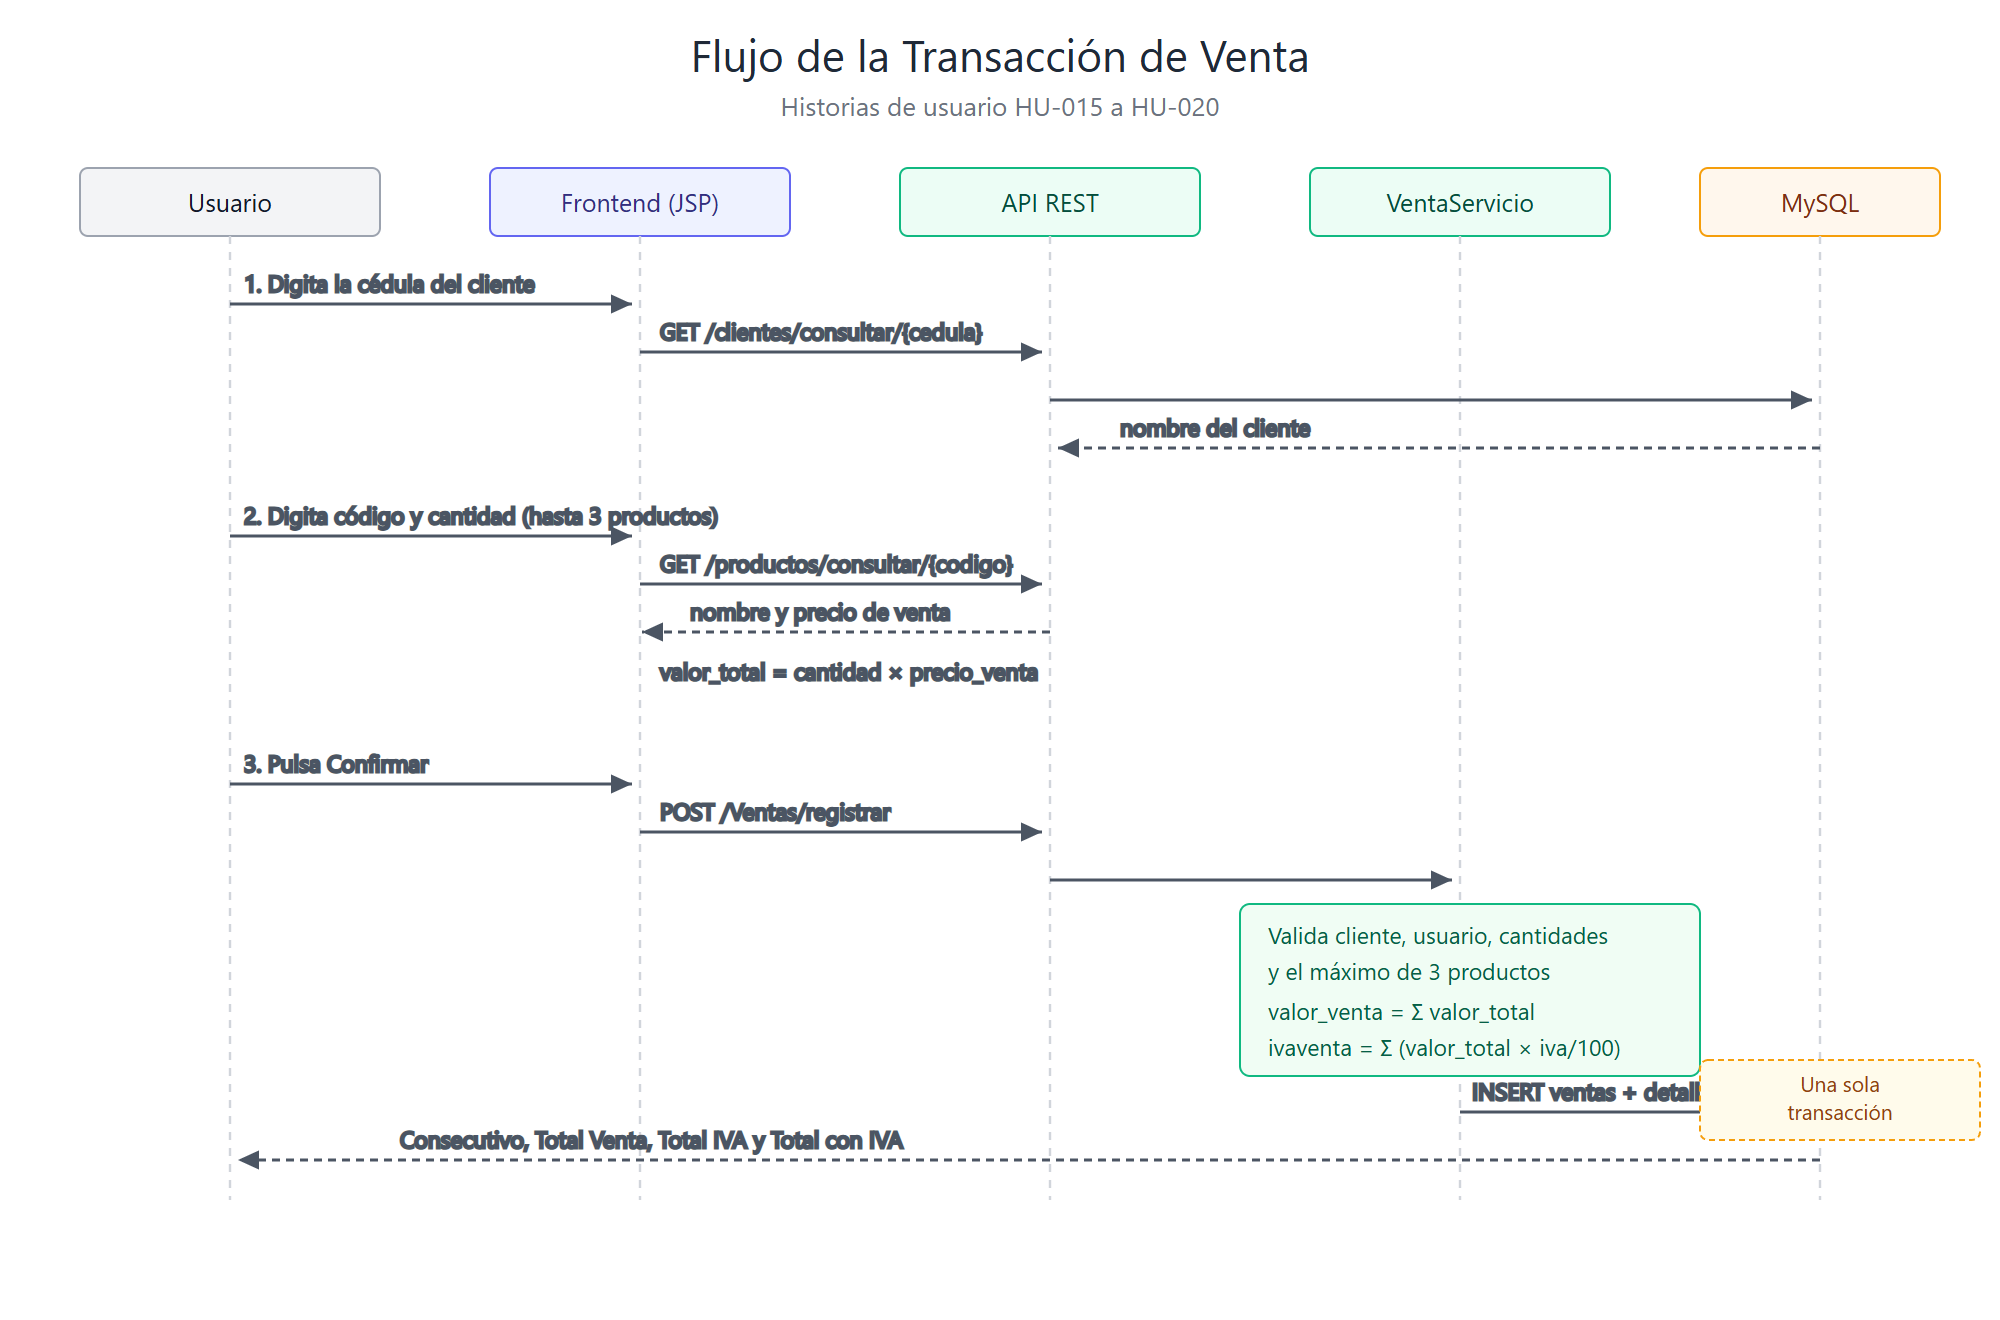 Flujo de la Transacción de Venta
Historias de usuario HU-015 a HU-020
Usuario
Frontend (JSP)
API REST
VentaServicio
MySQL
1. Digita la cédula del cliente
GET /clientes/consultar/{cedula}
nombre del cliente
2. Digita código y cantidad (hasta 3 productos)
GET /productos/consultar/{codigo}
nombre y precio de venta
valor_total = cantidad × precio_venta
3. Pulsa Confirmar
POST /Ventas/registrar
Valida cliente, usuario, cantidades
y el máximo de 3 productos
valor_venta = Σ valor_total
ivaventa = Σ (valor_total × iva/100)
INSERT ventas +
Una sola
transacción
Consecutivo, Total Venta, Total IVA y Total con IVA